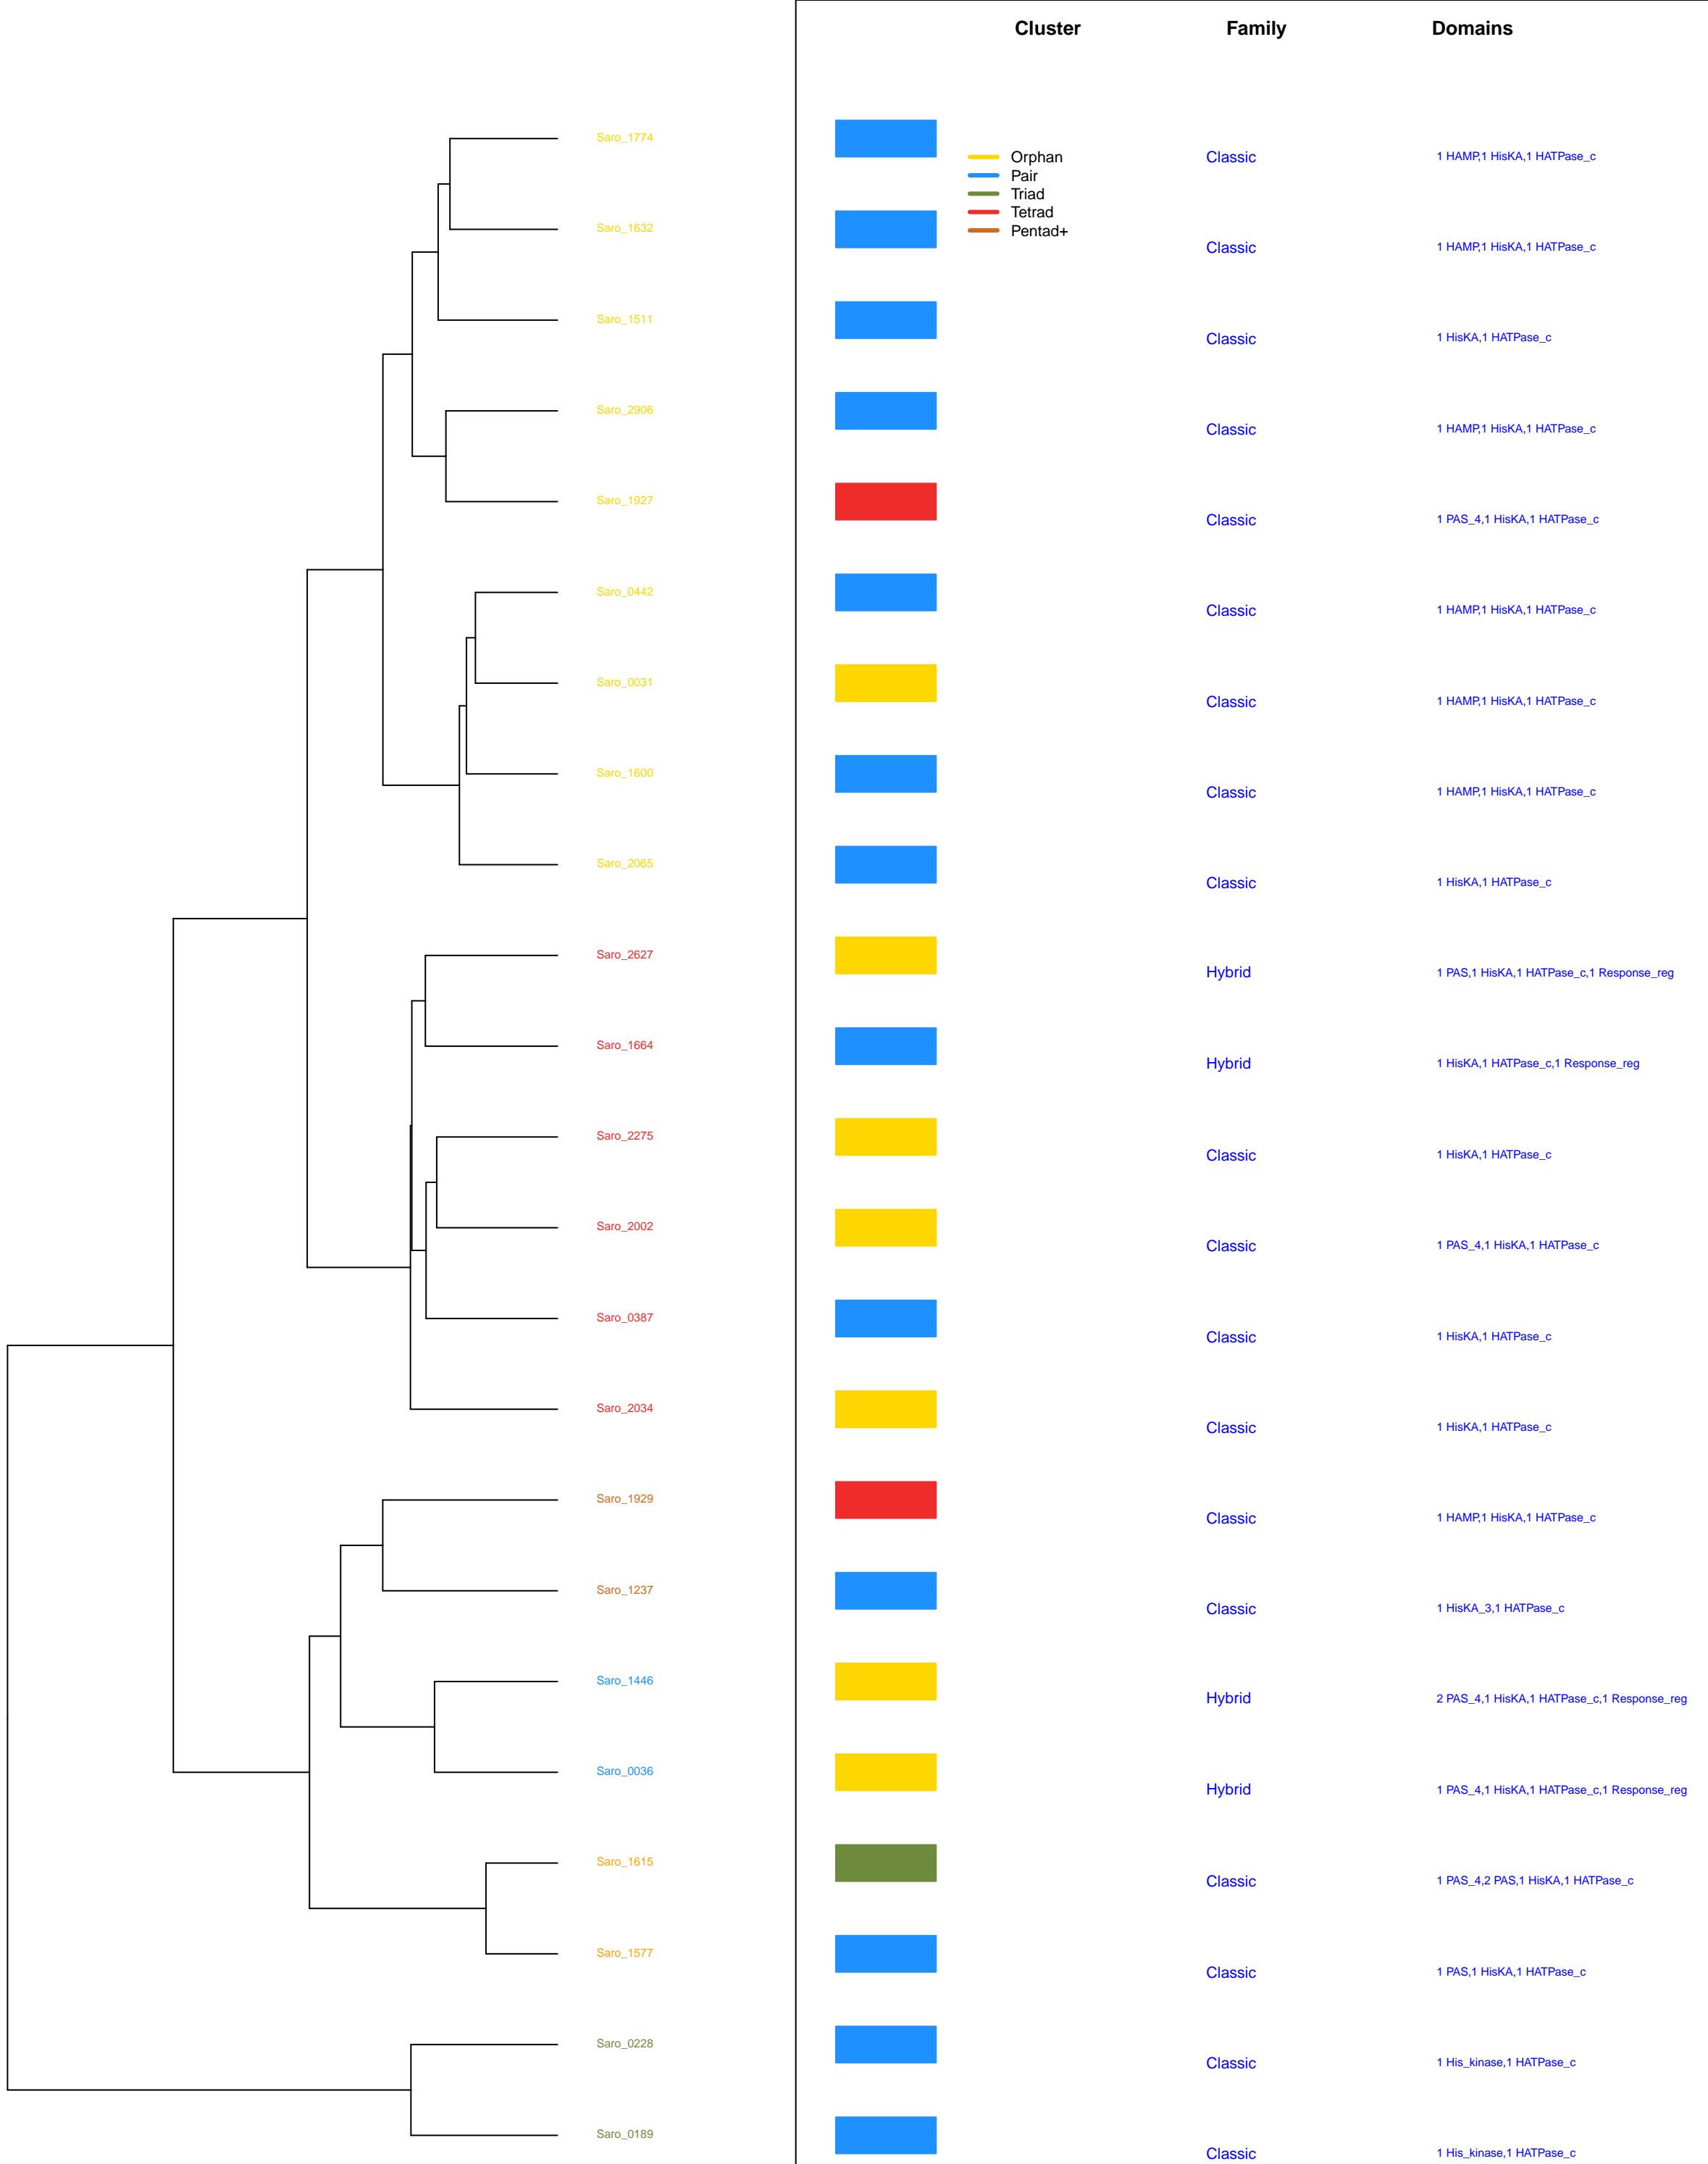 Cluster Family Domains
Saro_1774
Orphan
Classic 1 HAMP,1 HisKA,1 HATPase_c
Pair
Triad
Tetrad
Saro_1632
Pentad+
Classic 1 HAMP,1 HisKA,1 HATPase_c
Saro_1511
Classic 1 HisKA,1 HATPase_c
Saro_2906
Classic 1 HAMP,1 HisKA,1 HATPase_c
Saro_1927
Classic 1 PAS_4,1 HisKA,1 HATPase_c
Saro_0442
Classic 1 HAMP,1 HisKA,1 HATPase_c
Saro_0031
Classic 1 HAMP,1 HisKA,1 HATPase_c
Saro_1600
Classic 1 HAMP,1 HisKA,1 HATPase_c
Saro_2065
Classic 1 HisKA,1 HATPase_c
Saro_2627
Hybrid 1 PAS,1 HisKA,1 HATPase_c,1 Response_reg
Saro_1664
Hybrid 1 HisKA,1 HATPase_c,1 Response_reg
Saro_2275
Classic 1 HisKA,1 HATPase_c
Saro_2002
Classic 1 PAS_4,1 HisKA,1 HATPase_c
Saro_0387
Classic 1 HisKA,1 HATPase_c
Saro_2034
Classic 1 HisKA,1 HATPase_c
Saro_1929
Classic 1 HAMP,1 HisKA,1 HATPase_c
Saro_1237
Classic 1 HisKA_3,1 HATPase_c
Saro_1446
Hybrid 2 PAS_4,1 HisKA,1 HATPase_c,1 Response_reg
Saro_0036
Hybrid 1 PAS_4,1 HisKA,1 HATPase_c,1 Response_reg
Saro_1615
Classic 1 PAS_4,2 PAS,1 HisKA,1 HATPase_c
Saro_1577
Classic 1 PAS,1 HisKA,1 HATPase_c
Saro_0228
Classic 1 His_kinase,1 HATPase_c
Saro_0189
Classic 1 His_kinase,1 HATPase_c